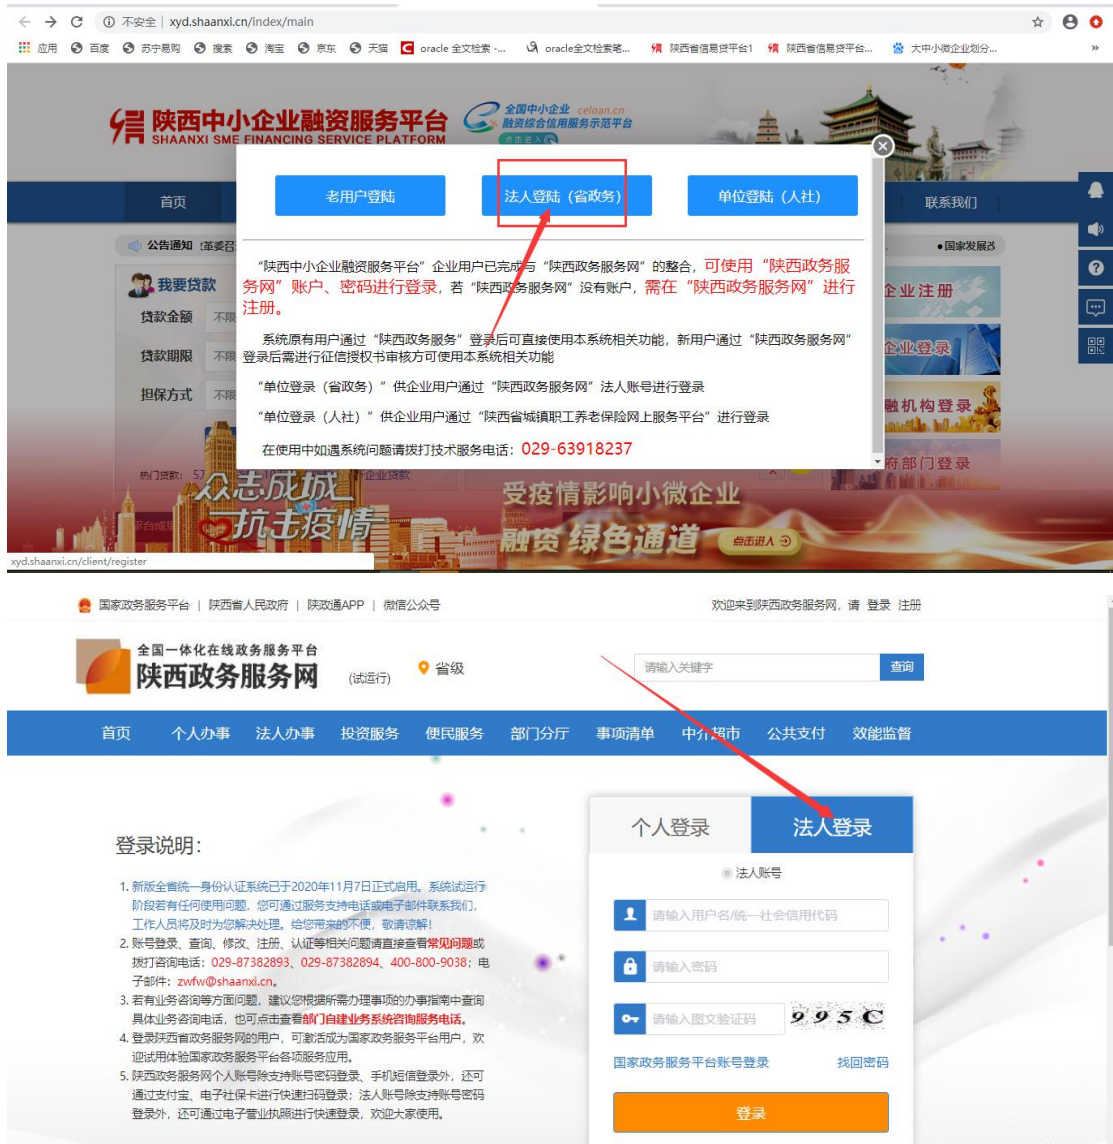 不安全 | xyd.shaanxi.cn/index/main
应用 百度 苏宁易购 搜索 淘宝 京东 天猫 oracle 全文检索 -... oracle全文检索笔... 陕西省信易贷平台1 陕西省信易贷平台... 大中小微企业划分... »
陕西中小企业融资服务平台
SHAANXI SME FINANCING SERVICE PLATFORM
全国中小企业 celoan.cn
融资综合信用服务示范平台
点击进入
老用户登陆 法人登陆（省政务） 单位登陆（人社）
首页 联系我们
公告通知 •国家发展改
“陕西中小企业融资服务平台”企业用户已完成与“陕西政务服务网”的整合，可使用“陕西政务服
务网”账户、密码进行登录，若“陕西政务服务网”没有账户，需在“陕西政务服务网”进行
注册。
系统原有用户通过“陕西政务服务”登录后可直接使用本系统相关功能，新用户通过“陕西政务服务网”
登录后需进行征信授权书审核方可使用本系统相关功能
“单位登录（省政务）“供企业用户通过“陕西政务服务网”法人账号进行登录
“单位登录（人社）”供企业用户通过“陕西省城镇职工养老保险网上服务平台”进行登录
在使用中如遇系统问题请拨打技术服务电话：029-63918237
我要贷款
贷款金额 不限
贷款期限 不限
担保方式 不限
热门贷款： 57
企业贷款
企业注册
企业登录
融机构登录
府部门登录
众志成城
抗击疫情
受疫情影响小微企业
融资 绿色通道 点击进入
xyd.shaanxi.cn/client/register
国家政务服务平台 | 陕西省人民政府 | 陕政通APP | 微信公众号 欢迎来到陕西政务服务网，请 登录 注册
全国一体化在线政务服务平台
陕西政务服务网 (试运行) 省级 请输入关键字 查询
首页 个人办事 法人办事 投资服务 便民服务 部门分厅 事项清单 中介超市 公共支付 效能监督
登录说明：
1. 新版全省统一身份认证系统已于2020年11月7日正式启用。系统试运行
阶段若有任何使用问题，您可通过服务支持电话或电子邮件联系我们，
工作人员将及时为您解决处理。给您带来的不便，敬请谅解！
2. 账号登录、查询、修改、注册、认证等相关问题请直接查看常见问题或
拨打咨询电话：029-87382893、029-87382894、400-800-9038；电
子邮件：zwfw@shaanxi.cn。
3. 若有业务咨询等方面问题，建议您根据所需办理事项的办事指南中查询
具体业务咨询电话，也可点击查看部门自建业务系统咨询服务电话。
4. 登录陕西省政务服务网的用户，可激活成为国家政务服务平台用户，欢
迎试用体验国家政务服务平台各项服务应用。
5. 陕西政务服务网个人账号除支持账号密码登录、手机短信登录外，还可
通过支付宝、电子社保卡进行快速扫码登录；法人账号除支持账号密码
登录外，还可通过电子营业执照进行快速登录，欢迎大家使用。
个人登录 法人登录
法人账号
请输入用户名/统一社会信用代码
请输入密码
请输入图文验证码 995C
国家政务服务平台账号登录 找回密码
登录